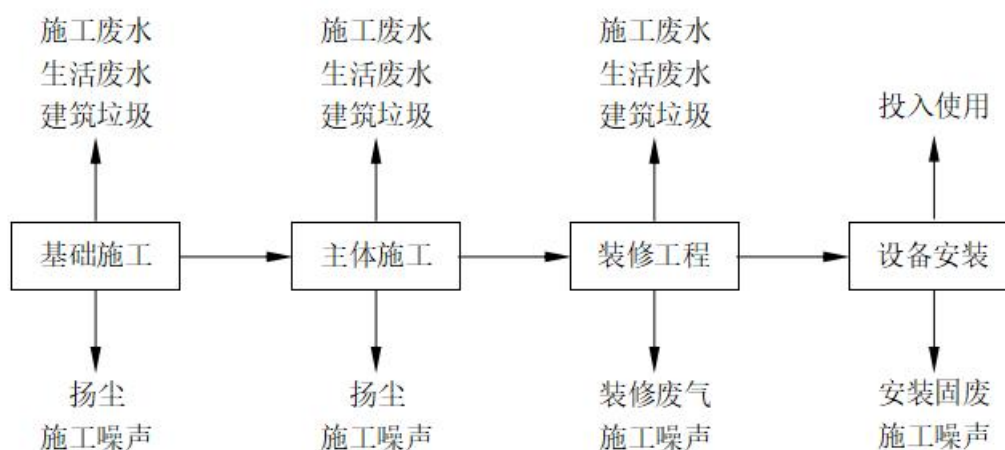 施工废水
生活废水
建筑垃圾
施工废水
生活废水
建筑垃圾
施工废水
生活废水
建筑垃圾
投入使用
基础施工
主体施工
装修工程
设备安装
扬尘
施工噪声
扬尘
施工噪声
装修废气
施工噪声
安装固废
施工噪声